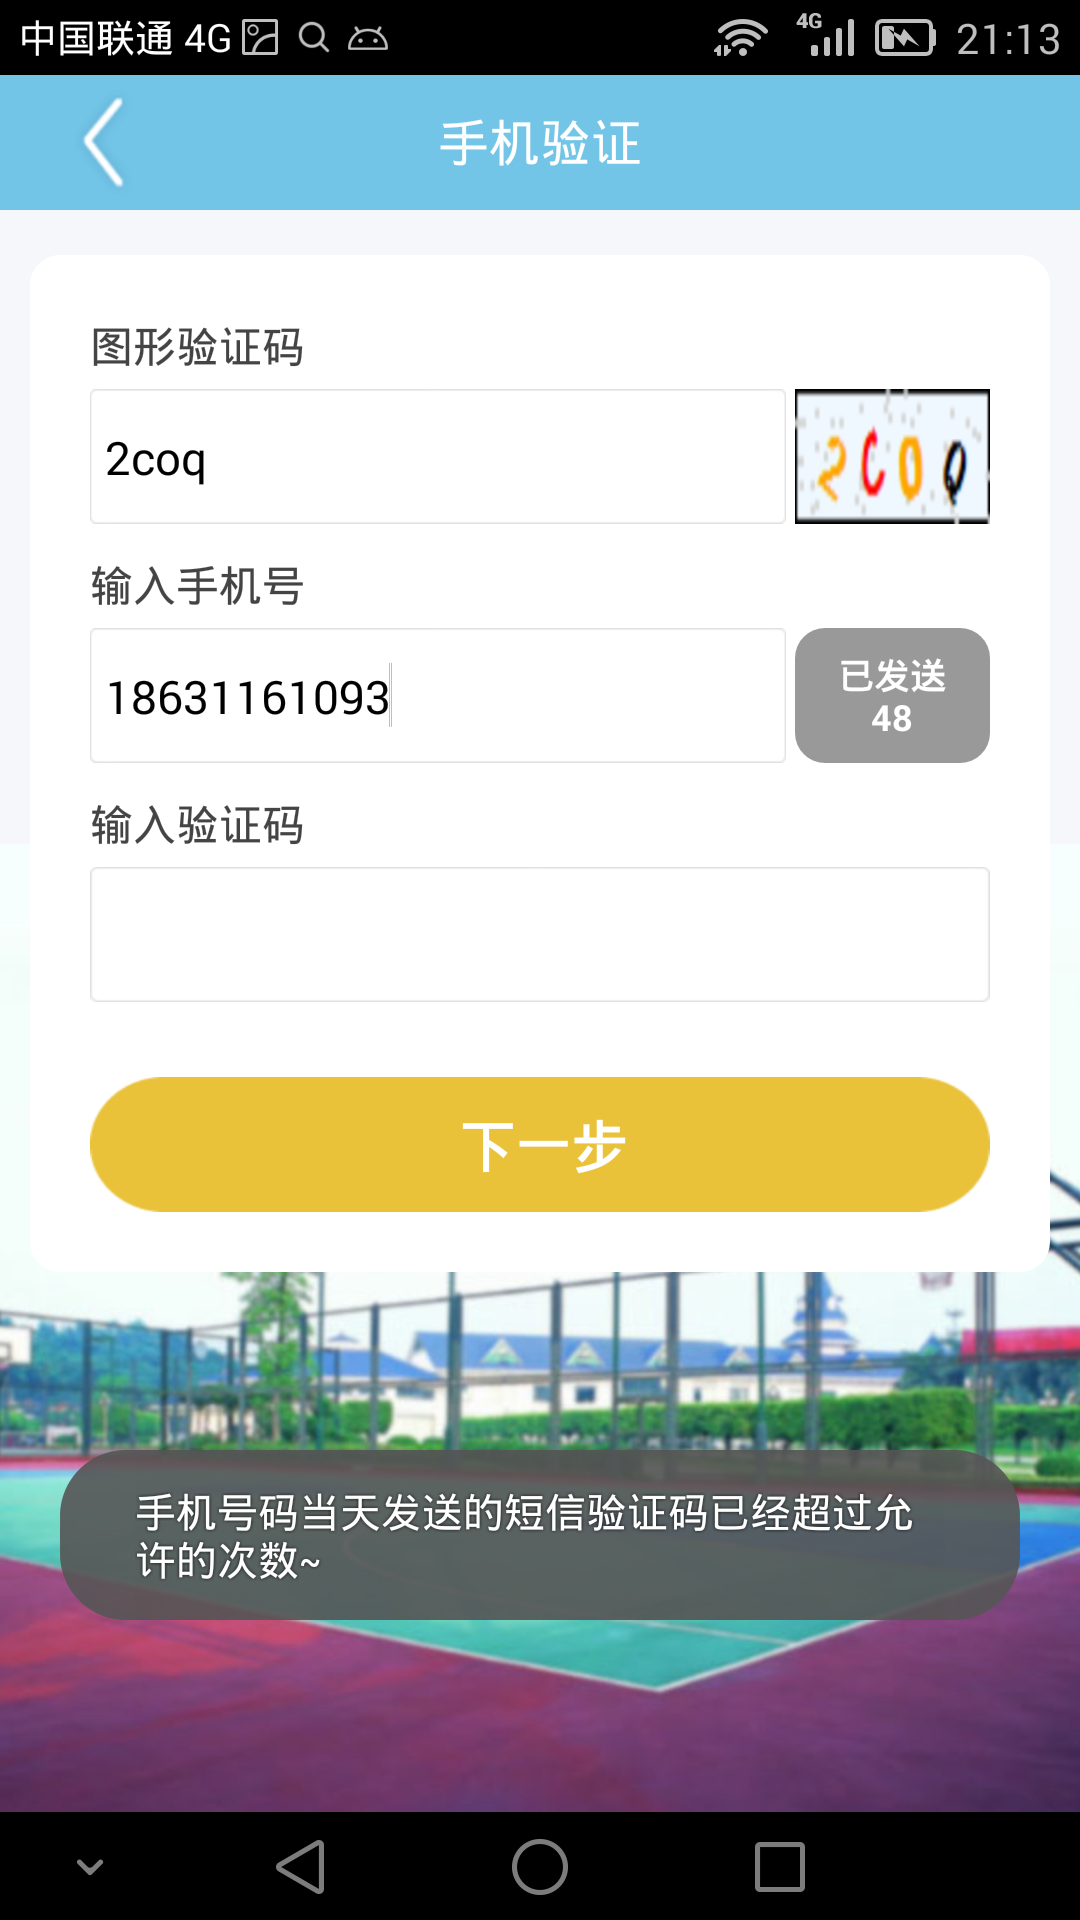 中国联通 4G
4G
21:13
手机验证
图形验证码
2coq
2COQ
输入手机号
18631161093
已发送
48
输入验证码
下一步
手机号码当天发送的短信验证码已经超过允
许的次数~